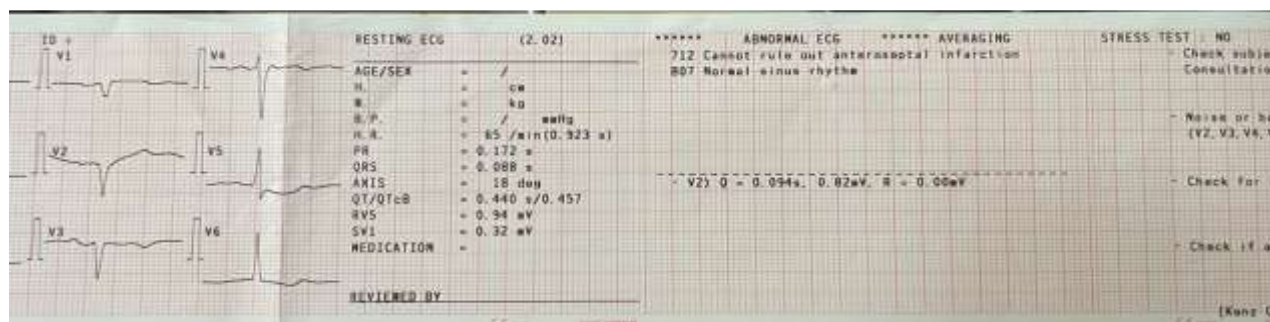 ID
V1
V4
V2
V5
V3
V6
RESTING ECG (2.02)
AGE/SEX = /
H. = cm
W. = kg
B.P. = / mmHg
H.R. = 65 /min(0.923 s)
PR = 0.172 s
QRS = 0.088 s
AXIS = 18 deg
QT/QTcB = 0.440 s/0.457
RV5 = 0.94 mV
SV1 = 0.32 mV
MEDICATION =
REVIEWED BY
****** ABNORMAL ECG ****** AVERAGING
712 Cannot rule out anteroseptal infarction
807 Normal sinus rhythm
- V2) Q = 0.094s, 0.82mV, R = 0.00mV
STRESS TEST : NO
- Check subje
Consultatio
- Noise or ba
(V2, V3, V4,
- Check for
- Check if a
[Kenz